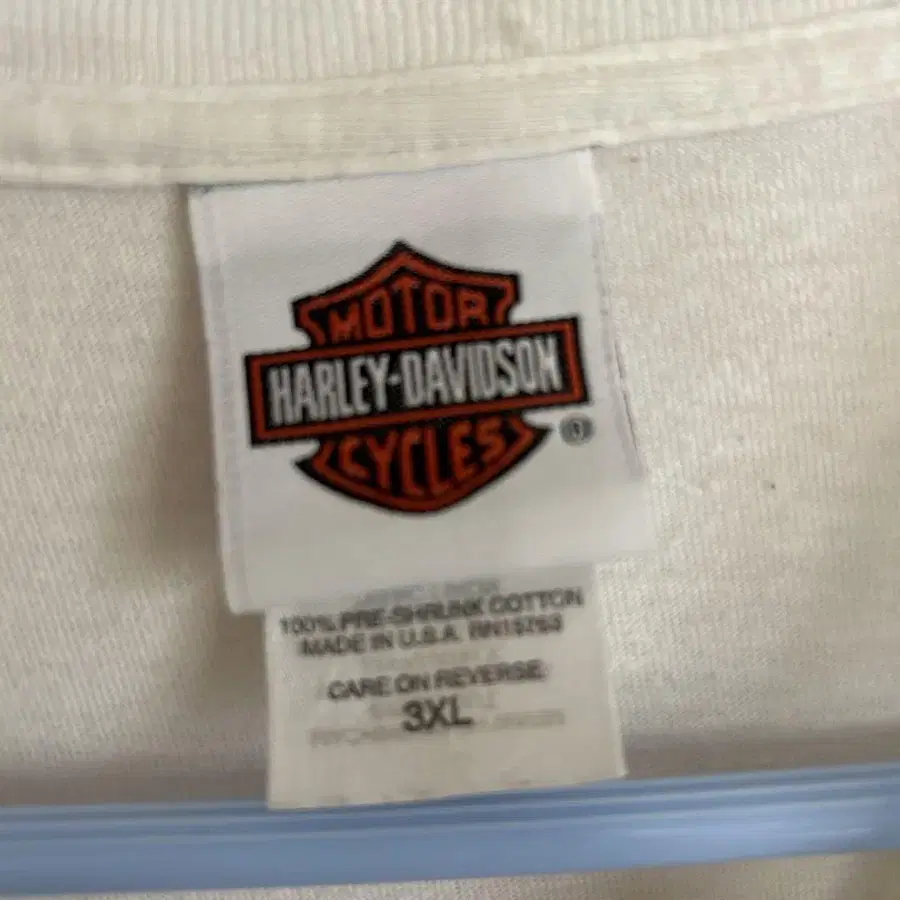 MOTOR
HARLEY-DAVIDSON
CYCLES
®
100% PRE-SHRUNK COTTON
MADE IN U.S.A.
CARE ON REVERSE
3XL